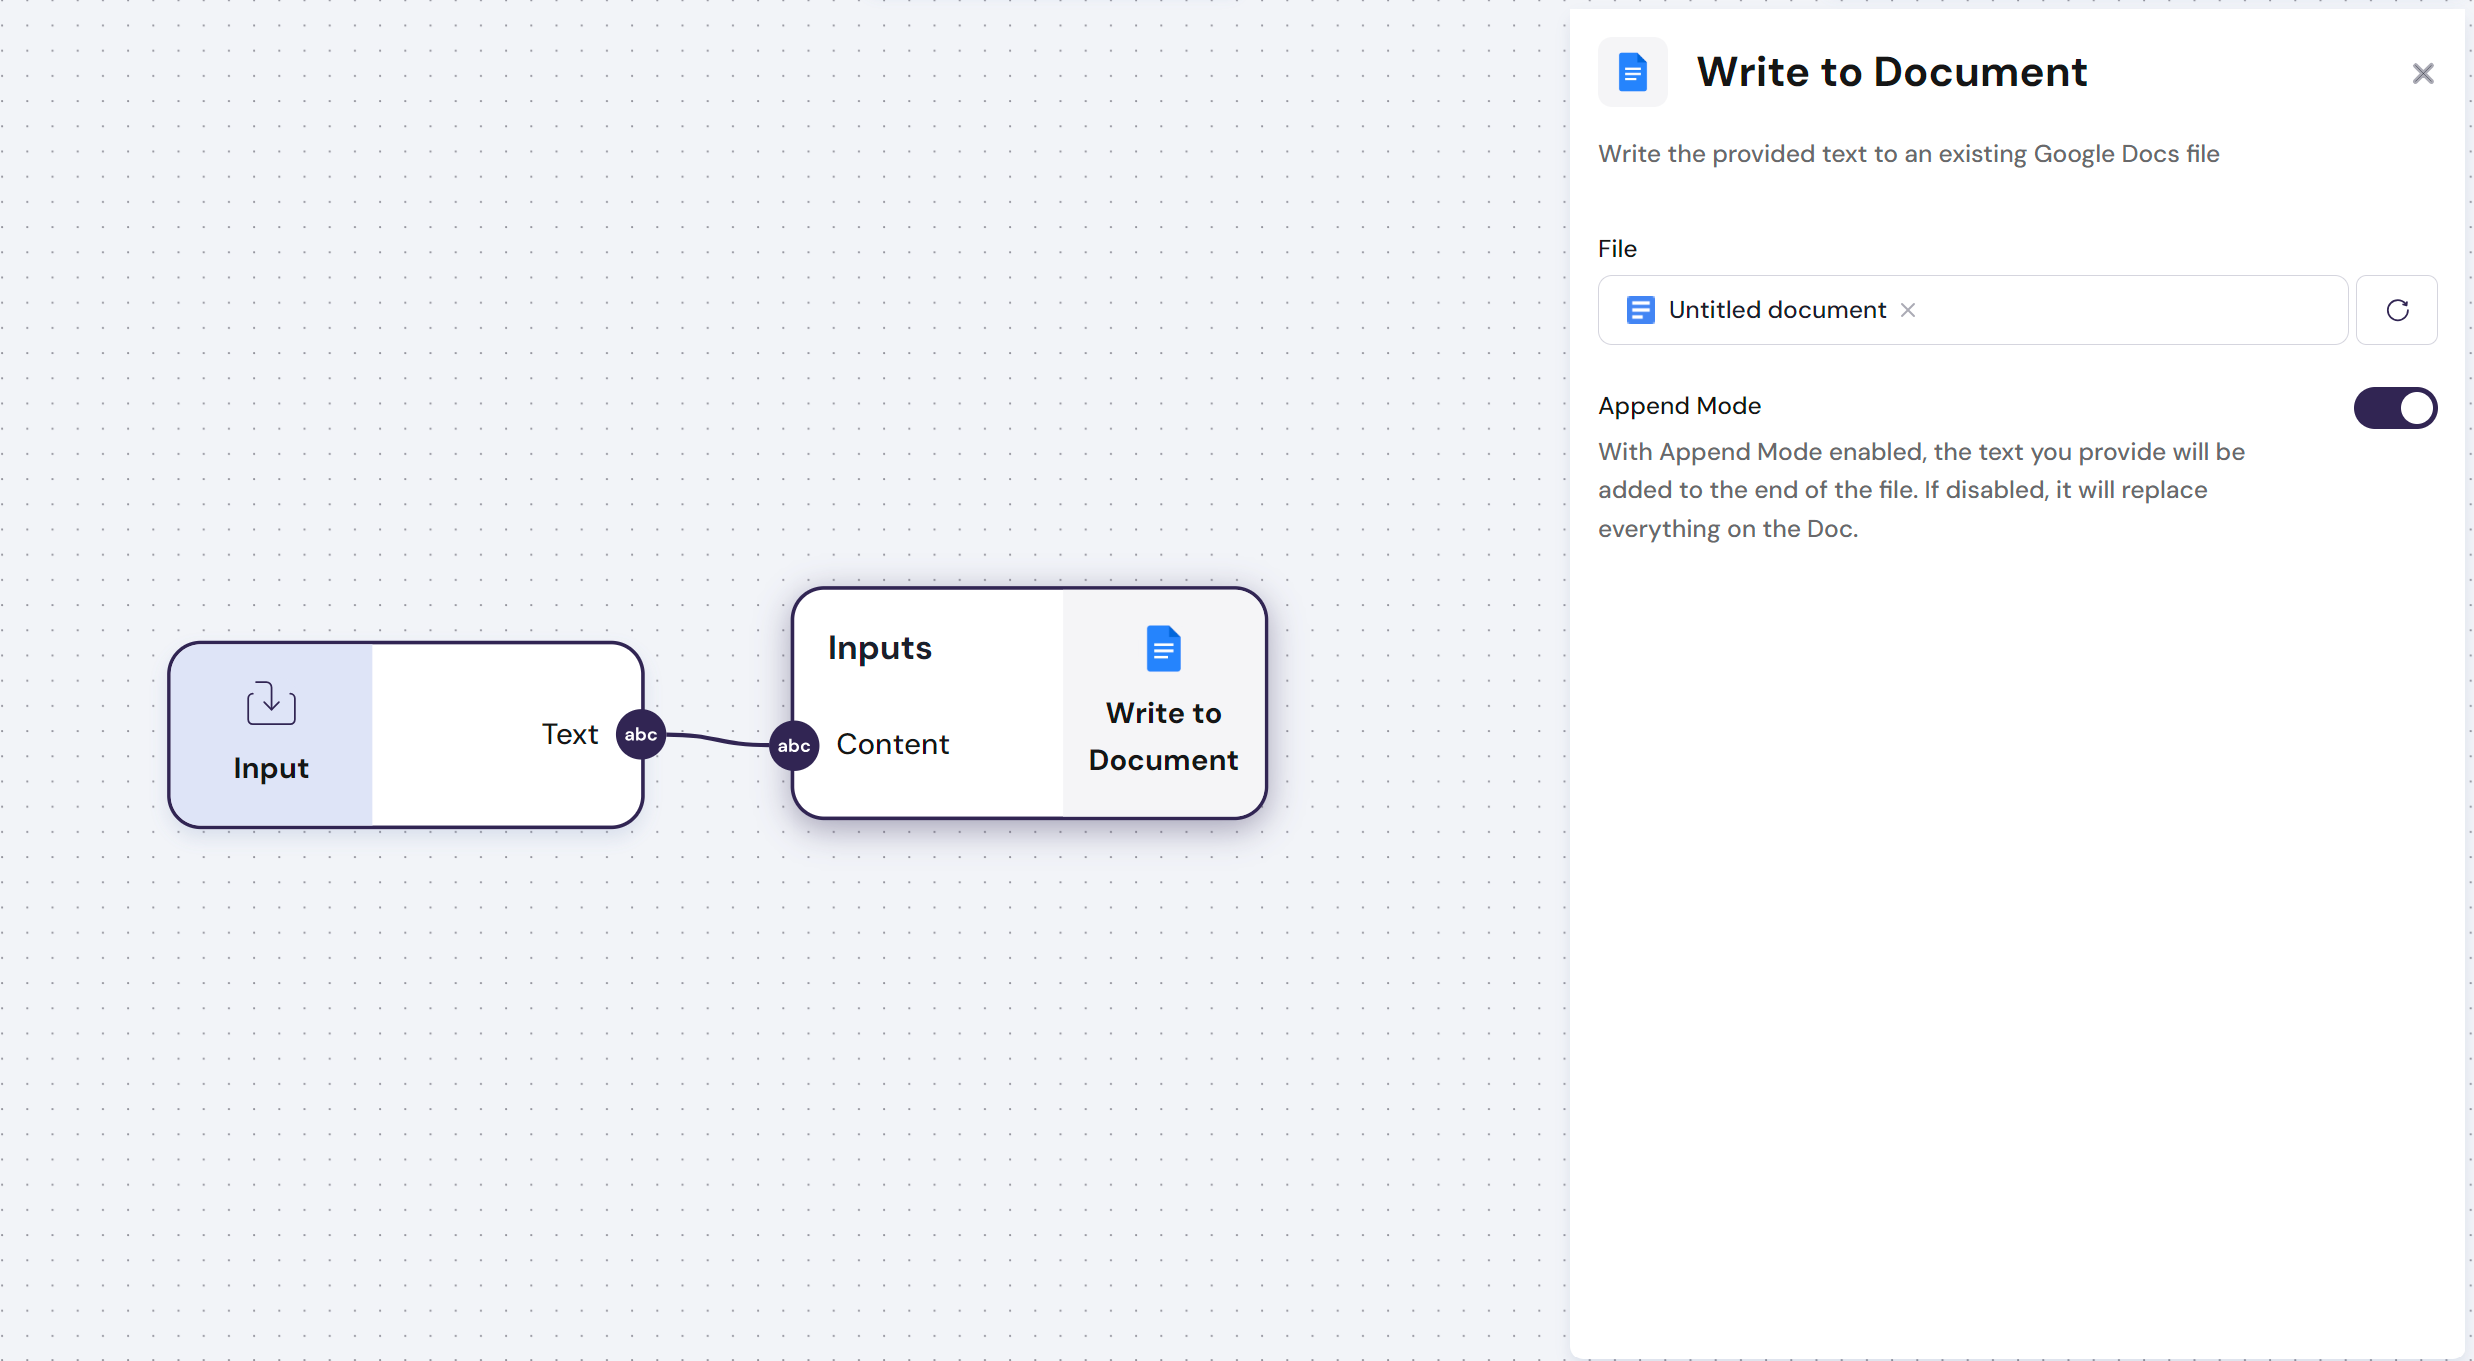 Input
Text
abc
abc
Inputs
Content
Write to
Document
Write to Document
Write the provided text to an existing Google Docs file
File
Untitled document
Append Mode
With Append Mode enabled, the text you provide will be
added to the end of the file. If disabled, it will replace
everything on the Doc.